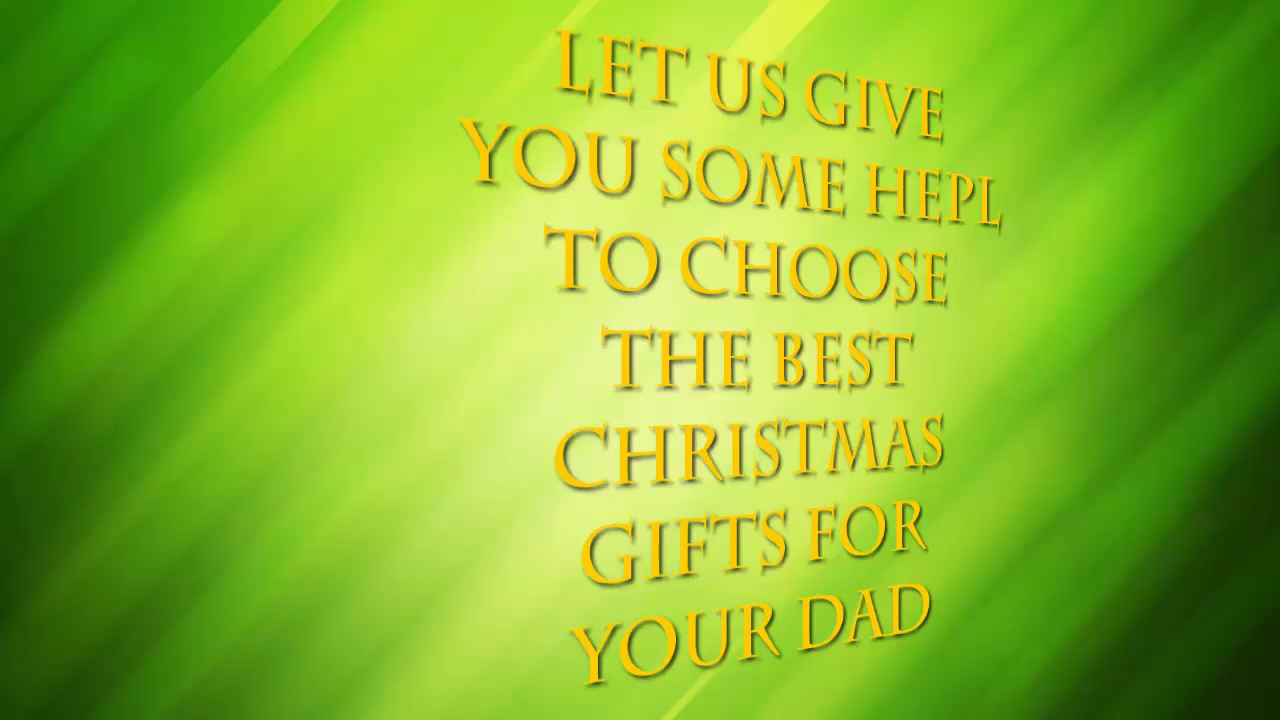 LET US GIVE
YOU SOME HEPL
TO CHOOSE
THE BEST
CHRISTMAS
GIFTS FOR
YOUR DAD